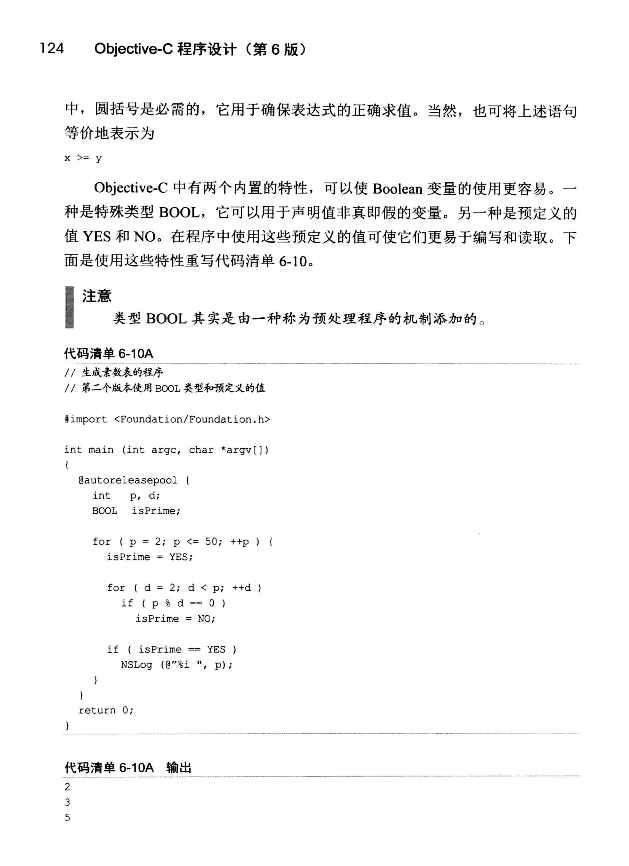 124 Objective-C 程序设计（第 6 版）
中，圆括号是必需的，它用于确保表达式的正确求值。当然，也可将上述语句
等价地表示为
x >= y
Objective-C 中有两个内置的特性，可以使 Boolean 变量的使用更容易。一
种是特殊类型 BOOL，它可以用于声明值非真即假的变量。另一种是预定义的
值 YES 和 NO。在程序中使用这些预定义的值可使它们更易于编写和读取。下
面是使用这些特性重写代码清单 6-10。
注意
类型 BOOL 其实是由一种称为预处理程序的机制添加的。
代码清单 6-10A
// 生成素数表的程序
// 第二个版本使用 BOOL 类型和预定义的值
#import <Foundation/Foundation.h>
int main (int argc, char *argv[])
{
@autoreleasepool {
int p, d;
BOOL isPrime;
for ( p = 2; p <= 50; ++p ) {
isPrime = YES;
for ( d = 2; d < p; ++d )
if ( p % d == 0 )
isPrime = NO;
if ( isPrime == YES )
NSLog (@"%i ", p);
}
}
return 0;
}
代码清单 6-10A 输出
2
3
5